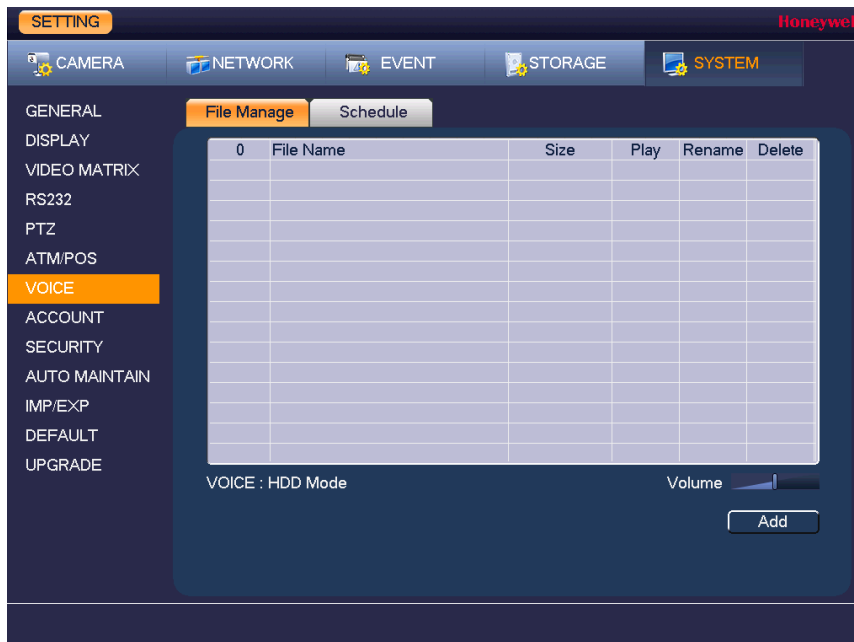 SETTING
Honeywel
CAMERA NETWORK EVENT STORAGE SYSTEM
GENERAL
DISPLAY
VIDEO MATRIX
RS232
PTZ
ATM/POS
VOICE
ACCOUNT
SECURITY
AUTO MAINTAIN
IMP/EXP
DEFAULT
UPGRADE
File Manage Schedule
0 File Name Size Play Rename Delete
VOICE : HDD Mode Volume
Add